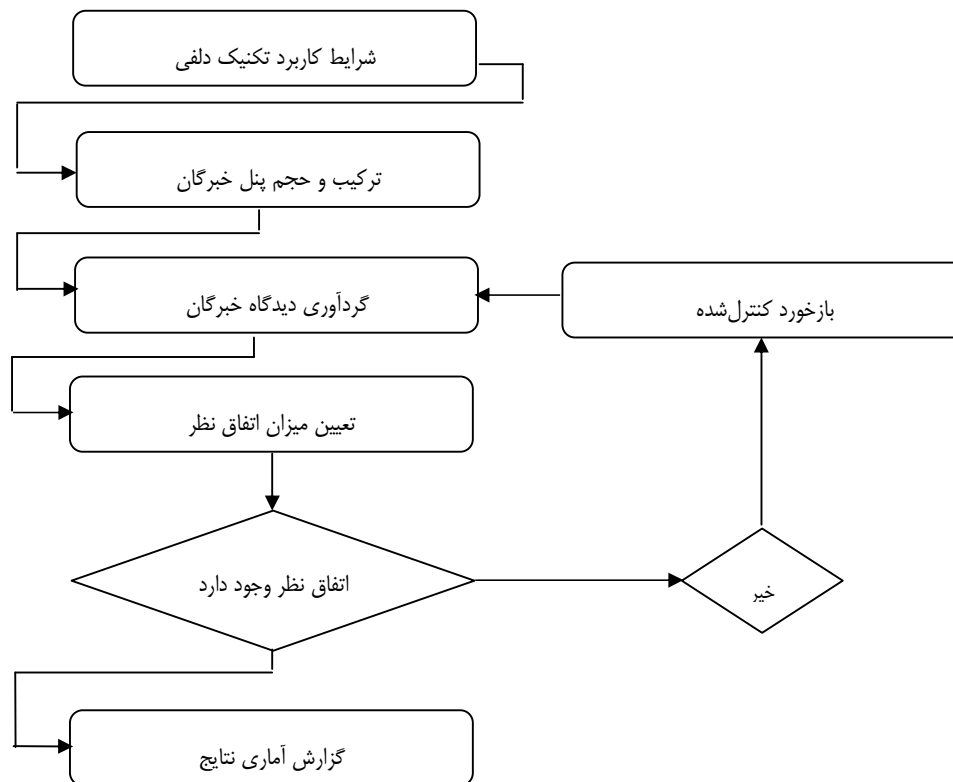 شرایط کاربرد تکنیک دلفی
ترکیب و حجم پنل خبرگان
گردآوری دیدگاه خبرگان
بازخورد کنترل‌شده
تعیین میزان اتفاق نظر
اتفاق نظر وجود دارد
خیر
گزارش آماری نتایج